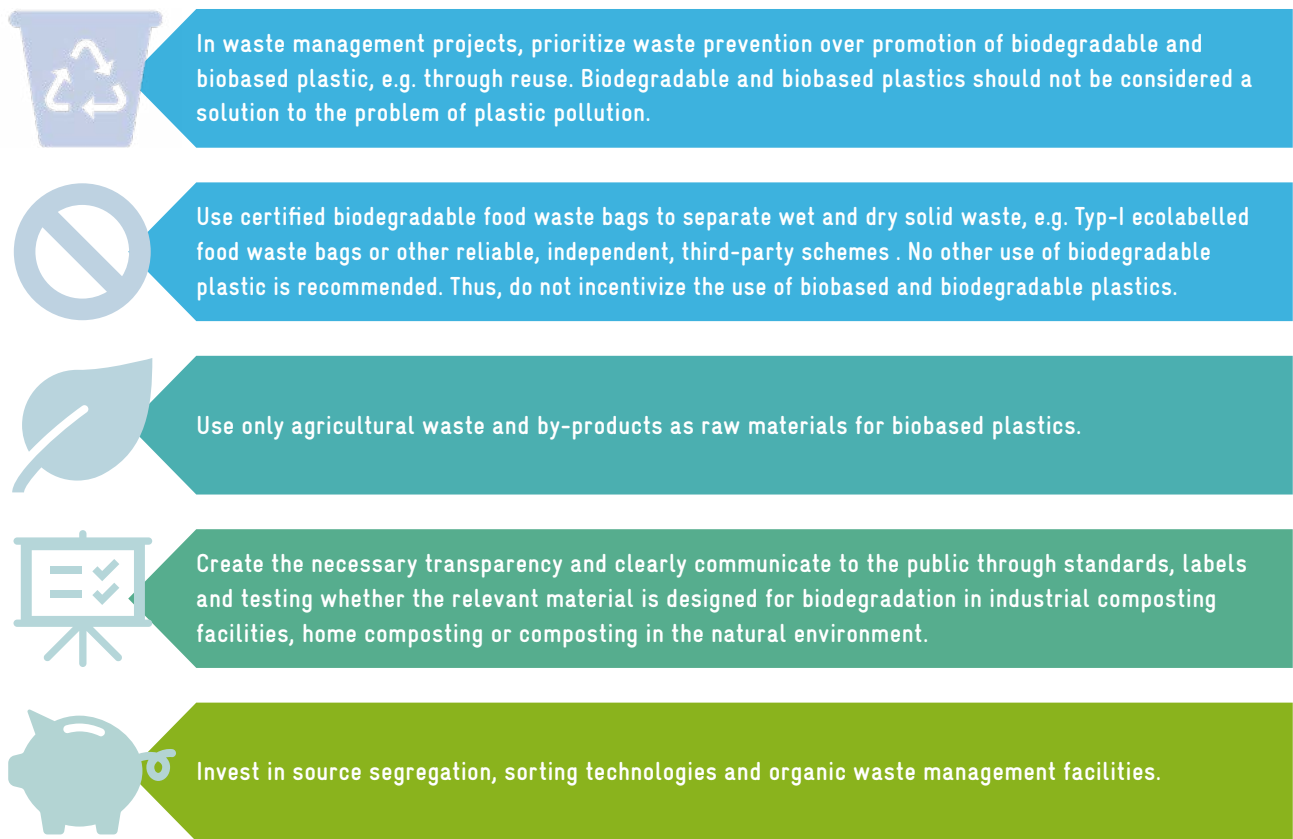 In waste management projects, prioritize waste prevention over promotion of biodegradable and
biobased plastic, e.g. through reuse. Biodegradable and biobased plastics should not be considered a
solution to the problem of plastic pollution.
Use certified biodegradable food waste bags to separate wet and dry solid waste, e.g. Typ-I ecolabelled
food waste bags or other reliable, independent, third-party schemes . No other use of biodegradable
plastic is recommended. Thus, do not incentivize the use of biobased and biodegradable plastics.
Use only agricultural waste and by-products as raw materials for biobased plastics.
Create the necessary transparency and clearly communicate to the public through standards, labels
and testing whether the relevant material is designed for biodegradation in industrial composting
facilities, home composting or composting in the natural environment.
Invest in source segregation, sorting technologies and organic waste management facilities.